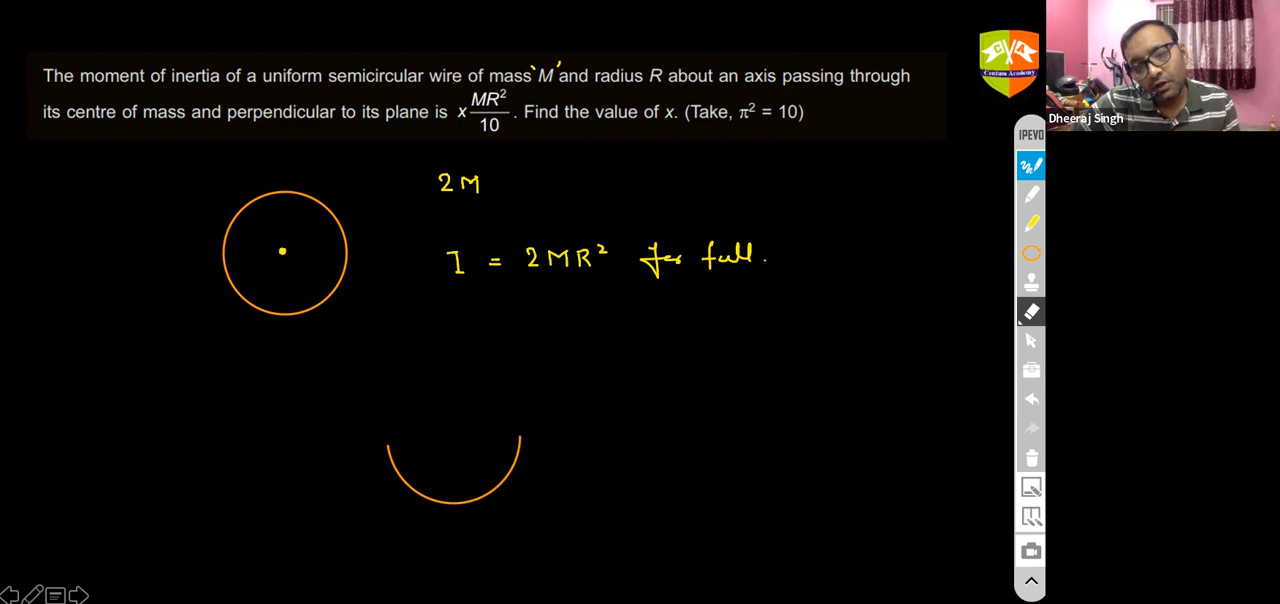 The moment of inertia of a uniform semicircular wire of mass 'M' and radius R about an axis passing through
its centre of mass and perpendicular to its plane is x MR²/10. Find the value of x. (Take, π² = 10)
2M
I = 2MR² for full.
C A
Centum Academy
Dheeraj Singh
IPEVO